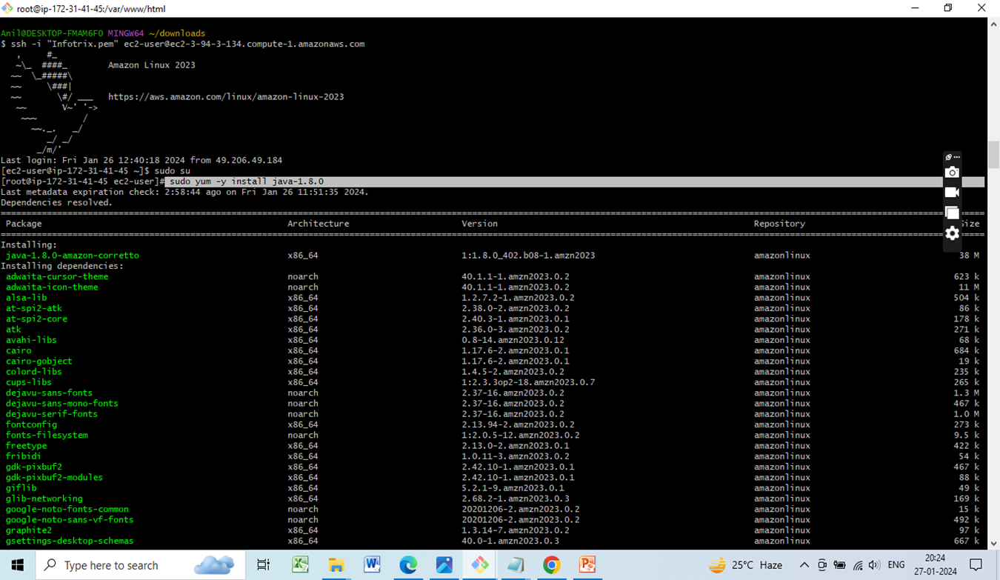 root@ip-172-31-41-45:/var/www/html
Anil@DESKTOP-FMAM6FO MINGW64 ~/downloads
$ ssh -i "Infotrix.pem" ec2-user@ec2-3-94-3-134.compute-1.amazonaws.com
   ,     #_
   ~\_  ####_        Amazon Linux 2023
  ~~  \_#####\
  ~~     \###|
  ~~       \#/ ___   https://aws.amazon.com/linux/amazon-linux-2023
   ~~       V~' '->
    ~~~         /
      ~~._.   _/
         _/ _/
       _/m/'
Last login: Fri Jan 26 12:40:18 2024 from 49.206.49.184
[ec2-user@ip-172-31-41-45 ~]$ sudo su
[root@ip-172-31-41-45 ec2-user]# sudo yum -y install java-1.8.0
Last metadata expiration check: 2:58:44 ago on Fri Jan 26 11:51:35 2024.
Dependencies resolved.
Package Architecture Version Repository Size
Installing:
java-1.8.0-amazon-corretto x86_64 1:1.8.0_402.b08-1.amzn2023 amazonlinux 38 M
Installing dependencies:
adwaita-cursor-theme noarch 40.1.1-1.amzn2023.0.2 amazonlinux 623 k
adwaita-icon-theme noarch 40.1.1-1.amzn2023.0.2 amazonlinux 11 M
alsa-lib x86_64 1.2.7.2-1.amzn2023.0.2 amazonlinux 504 k
at-spi2-atk x86_64 2.38.0-2.amzn2023.0.2 amazonlinux 86 k
at-spi2-core x86_64 2.40.3-1.amzn2023.0.1 amazonlinux 178 k
atk x86_64 2.36.0-3.amzn2023.0.2 amazonlinux 271 k
avahi-libs x86_64 0.8-14.amzn2023.0.12 amazonlinux 68 k
cairo x86_64 1.17.6-2.amzn2023.0.1 amazonlinux 684 k
cairo-gobject x86_64 1.17.6-2.amzn2023.0.1 amazonlinux 19 k
colord-libs x86_64 1.4.5-2.amzn2023.0.2 amazonlinux 235 k
cups-libs x86_64 1:2.3.3op2-18.amzn2023.0.7 amazonlinux 265 k
dejavu-sans-fonts noarch 2.37-16.amzn2023.0.2 amazonlinux 1.3 M
dejavu-sans-mono-fonts noarch 2.37-16.amzn2023.0.2 amazonlinux 467 k
dejavu-serif-fonts noarch 2.37-16.amzn2023.0.2 amazonlinux 1.0 M
fontconfig x86_64 2.13.94-2.amzn2023.0.2 amazonlinux 273 k
fonts-filesystem noarch 1:2.0.5-12.amzn2023.0.2 amazonlinux 9.5 k
freetype x86_64 2.13.0-2.amzn2023.0.1 amazonlinux 422 k
fribidi x86_64 1.0.11-3.amzn2023.0.2 amazonlinux 54 k
gdk-pixbuf2 x86_64 2.42.10-1.amzn2023.0.1 amazonlinux 467 k
gdk-pixbuf2-modules x86_64 2.42.10-1.amzn2023.0.1 amazonlinux 88 k
giflib x86_64 5.2.1-9.amzn2023.0.1 amazonlinux 49 k
glib-networking x86_64 2.68.2-1.amzn2023.0.3 amazonlinux 169 k
google-noto-fonts-common noarch 20201206-2.amzn2023.0.2 amazonlinux 15 k
google-noto-sans-vf-fonts noarch 20201206-2.amzn2023.0.2 amazonlinux 492 k
graphite2 x86_64 1.3.14-7.amzn2023.0.2 amazonlinux 97 k
gsettings-desktop-schemas x86_64 40.0-1.amzn2023.0.3 amazonlinux 667 k
Type here to search
25°C Haze
ENG
20:24
27-01-2024